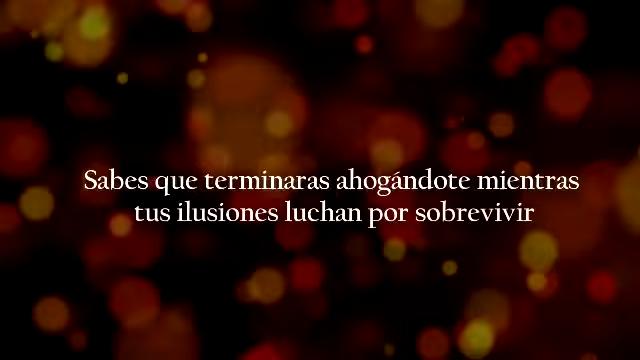 Sabes que terminaras ahogándote mientras
tus ilusiones luchan por sobrevivir